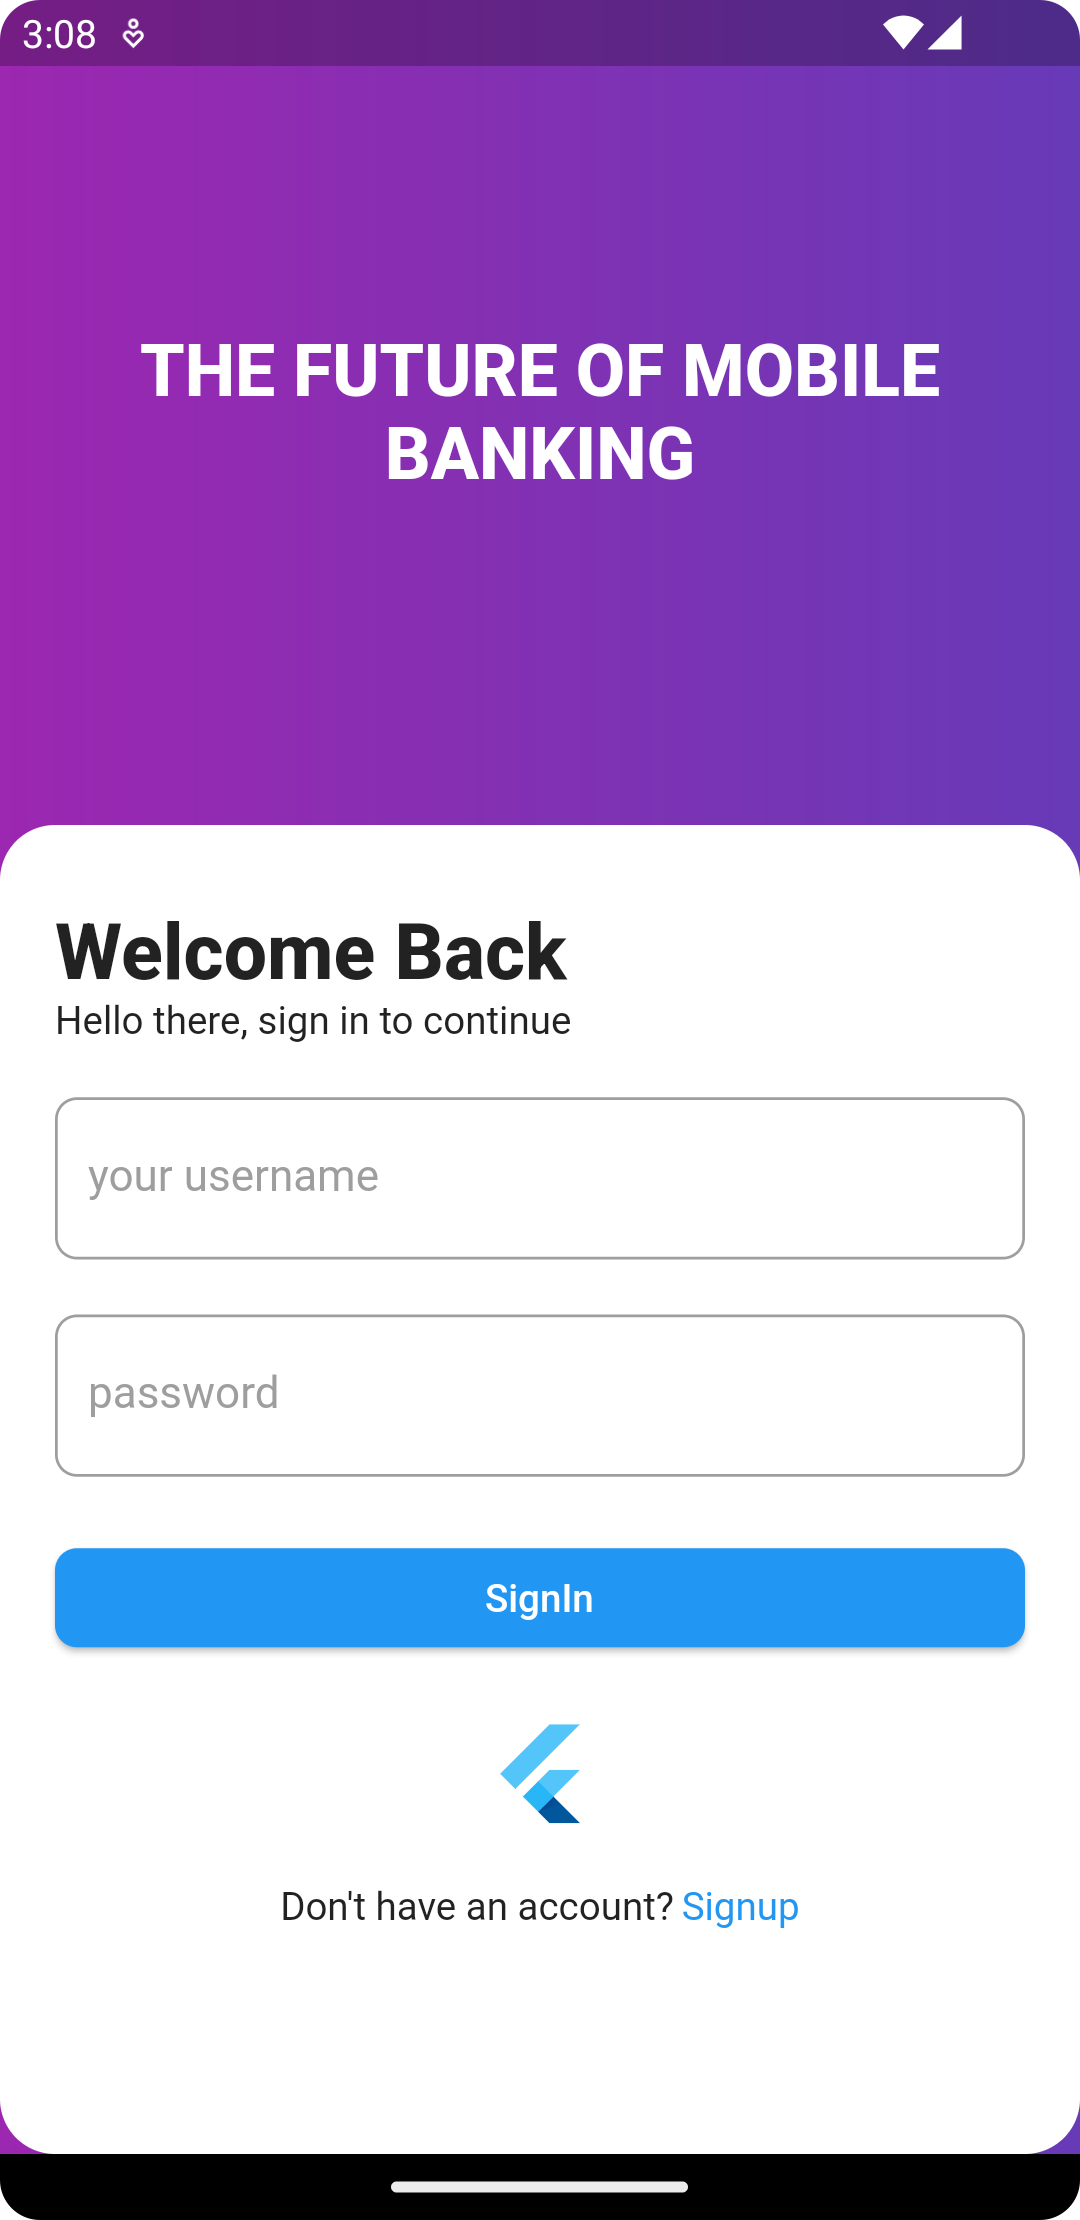 3:08
THE FUTURE OF MOBILE
BANKING
Welcome Back
Hello there, sign in to continue
your username
password
SignIn
Don't have an account? Signup